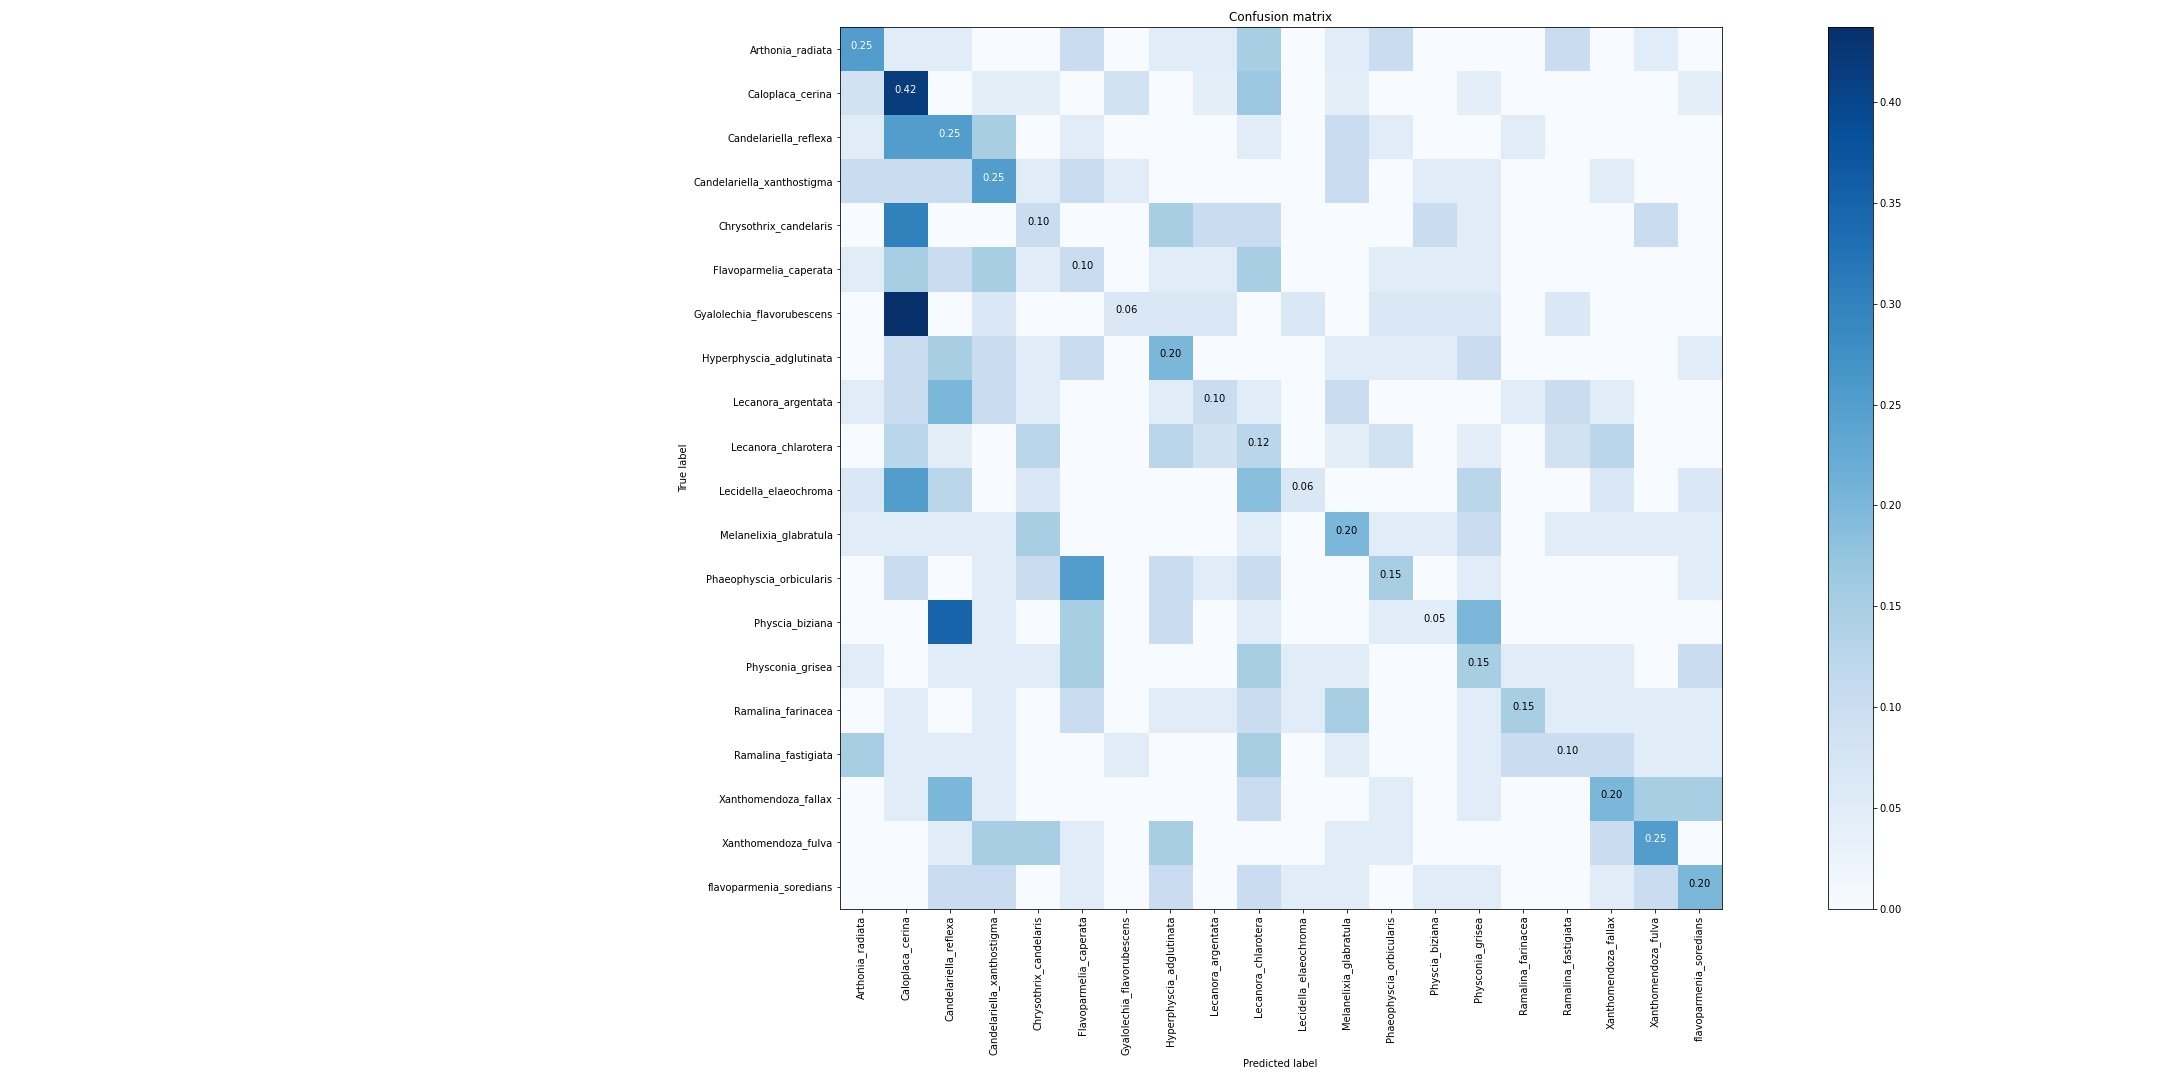 Confusion matrix
Arthonia_radiata
Caloplaca_cerina
Candelariella_reflexa
Candelariella_xanthostigma
Chrysothrix_candelaris
Flavoparmelia_caperata
Gyalolechia_flavorubescens
Hyperphyscia_adglutinata
Lecanora_argentata
Lecanora_chlarotera
Lecidella_elaeochroma
Melanelixia_glabratula
Phaeophyscia_orbicularis
Physcia_biziana
Physconia_grisea
Ramalina_farinacea
Ramalina_fastigiata
Xanthomendoza_fallax
Xanthomendoza_fulva
flavoparmenia_soredians
True label
0.25
0.42
0.25
0.25
0.10
0.10
0.06
0.20
0.10
0.12
0.06
0.20
0.15
0.05
0.15
0.15
0.10
0.20
0.25
0.20
Arthonia_radiata
Caloplaca_cerina
Candelariella_reflexa
Candelariella_xanthostigma
Chrysothrix_candelaris
Flavoparmelia_caperata
Gyalolechia_flavorubescens
Hyperphyscia_adglutinata
Lecanora_argentata
Lecanora_chlarotera
Lecidella_elaeochroma
Melanelixia_glabratula
Phaeophyscia_orbicularis
Physcia_biziana
Physconia_grisea
Ramalina_farinacea
Ramalina_fastigiata
Xanthomendoza_fallax
Xanthomendoza_fulva
flavoparmenia_soredians
Predicted label
0.40
0.35
0.30
0.25
0.20
0.15
0.10
0.05
0.00